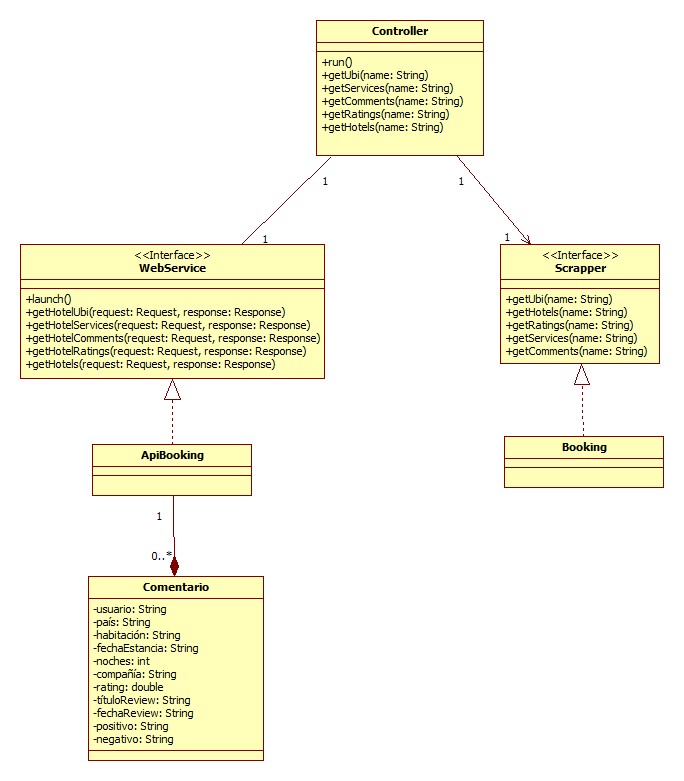 Controller
+run()
+getUbi(name: String)
+getServices(name: String)
+getComments(name: String)
+getRatings(name: String)
+getHotels(name: String)
1
1
1
1
<<Interface>>
WebService
+launch()
+getHotelUbi(request: Request, response: Response)
+getHotelServices(request: Request, response: Response)
+getHotelComments(request: Request, response: Response)
+getHotelRatings(request: Request, response: Response)
+getHotels(request: Request, response: Response)
<<Interface>>
Scrapper
+getUbi(name: String)
+getHotels(name: String)
+getRatings(name: String)
+getServices(name: String)
+getComments(name: String)
ApiBooking
Booking
1
0..*
Comentario
-usuario: String
-país: String
-habitación: String
-fechaEstancia: String
-noches: int
-compañía: String
-rating: double
-títuloReview: String
-fechaReview: String
-positivo: String
-negativo: String